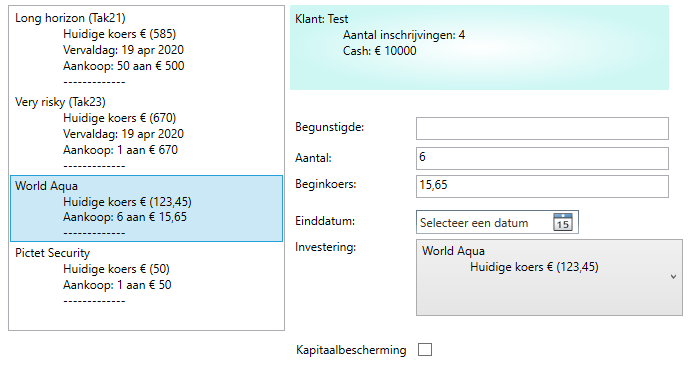 Long horizon (Tak21)
Huidige koers € (585)
Vervaldag: 19 apr 2020
Aankoop: 50 aan € 500
-------------
Very risky (Tak23)
Huidige koers € (670)
Vervaldag: 19 apr 2020
Aankoop: 1 aan € 670
-------------
World Aqua
Huidige koers € (123,45)
Aankoop: 6 aan € 15,65
-------------
Pictet Security
Huidige koers € (50)
Aankoop: 1 aan € 50
-------------
Klant: Test
Aantal inschrijvingen: 4
Cash: € 10000
Begunstigde:
Aantal: 6
Beginkoers: 15,65
Einddatum: Selecteer een datum 15
Investering: World Aqua
Huidige koers € (123,45)
Kapitaalbescherming